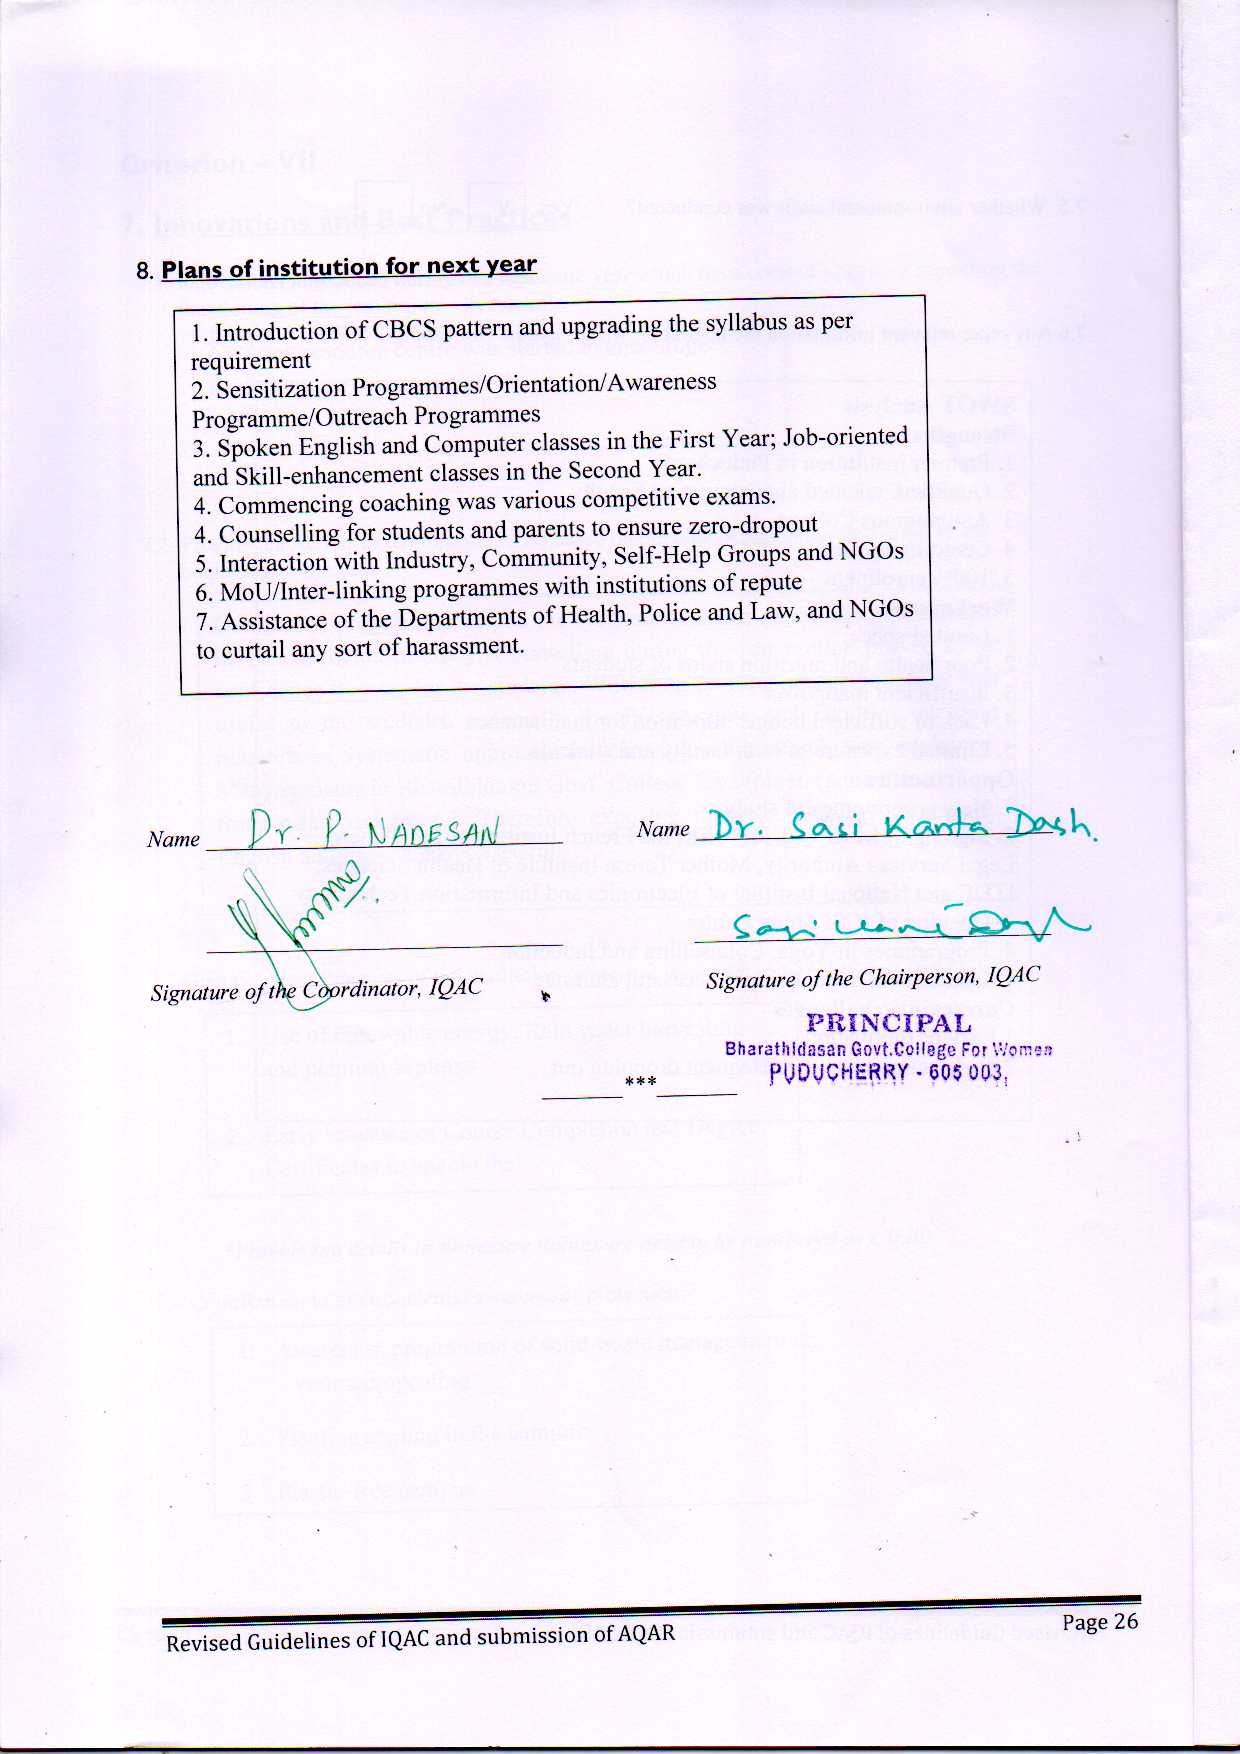 8. Plans of institution for next year
1. Introduction of CBCS pattern and upgrading the syllabus as per
requirement
2. Sensitization Programmes/Orientation/Awareness
Programme/Outreach Programmes
3. Spoken English and Computer classes in the First Year; Job-oriented
and Skill-enhancement classes in the Second Year.
4. Commencing coaching was various competitive exams.
4. Counselling for students and parents to ensure zero-dropout
5. Interaction with Industry, Community, Self-Help Groups and NGOs
6. MoU/Inter-linking programmes with institutions of repute
7. Assistance of the Departments of Health, Police and Law, and NGOs
to curtail any sort of harassment.
Name Dr. P. NADESAN
Name Dr. Sasi Kanta Dash.
Signature of the Coordinator, IQAC
Signature of the Chairperson, IQAC
PRINCIPAL
Bharathidasan Govt.College For Women
PUDUCHERRY - 605 003.
***
Revised Guidelines of IQAC and submission of AQAR
Page 26